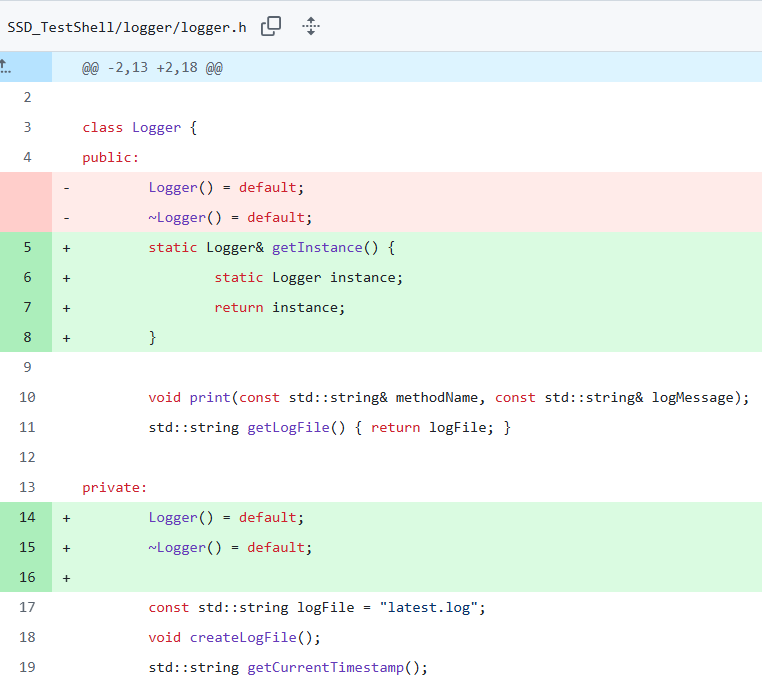 SSD_TestShell/logger/logger.h
@@ -2,13 +2,18 @@
2
3 class Logger {
4 public:
- Logger() = default;
- ~Logger() = default;
5 + static Logger& getInstance() {
6 + static Logger instance;
7 + return instance;
8 + }
9
10 void print(const std::string& methodName, const std::string& logMessage);
11 std::string getLogFile() { return logFile; }
12
13 private:
14 + Logger() = default;
15 + ~Logger() = default;
16 +
17 const std::string logFile = "latest.log";
18 void createLogFile();
19 std::string getCurrentTimestamp();